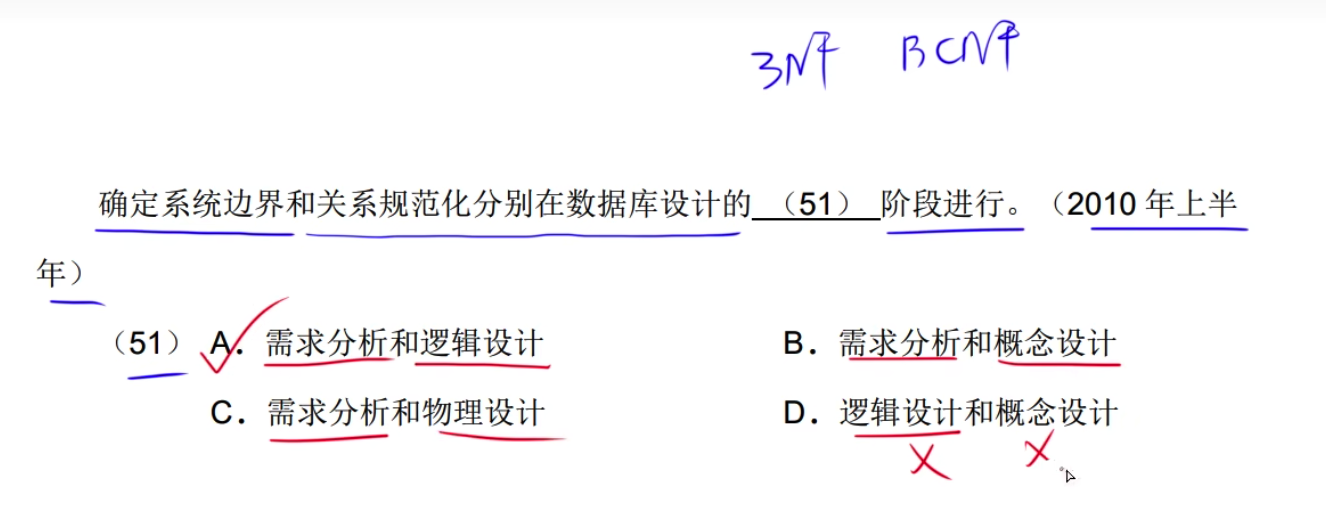 3NF BCNF
确定系统边界和关系规范化分别在数据库设计的 （51） 阶段进行。（2010 年上半
年）
（51） A． 需求分析和逻辑设计 B． 需求分析和概念设计
C． 需求分析和物理设计 D． 逻辑设计和概念设计